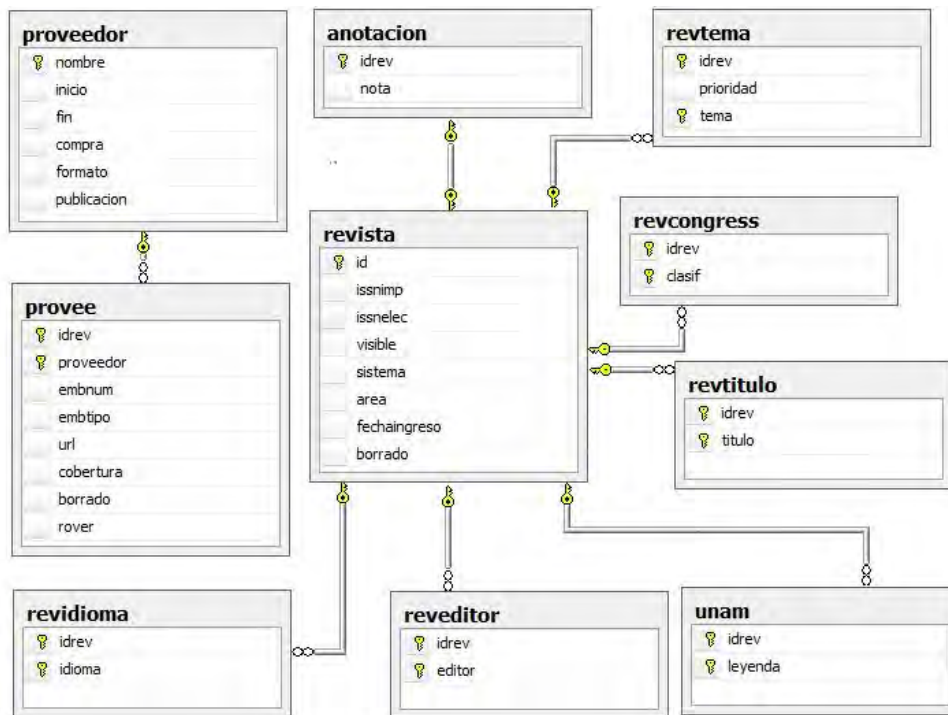 proveedor
nombre
inicio
fin
compra
formato
publicacion
anotacion
idrev
nota
revtema
idrev
prioridad
tema
revista
id
issnimp
issnelec
visible
sistema
area
fechaingreso
borrado
revcongress
idrev
clasif
provee
idrev
proveedor
embnum
embtipo
url
cobertura
borrado
rover
revtitulo
idrev
titulo
revidioma
idrev
idioma
reveditor
idrev
editor
unam
idrev
leyenda